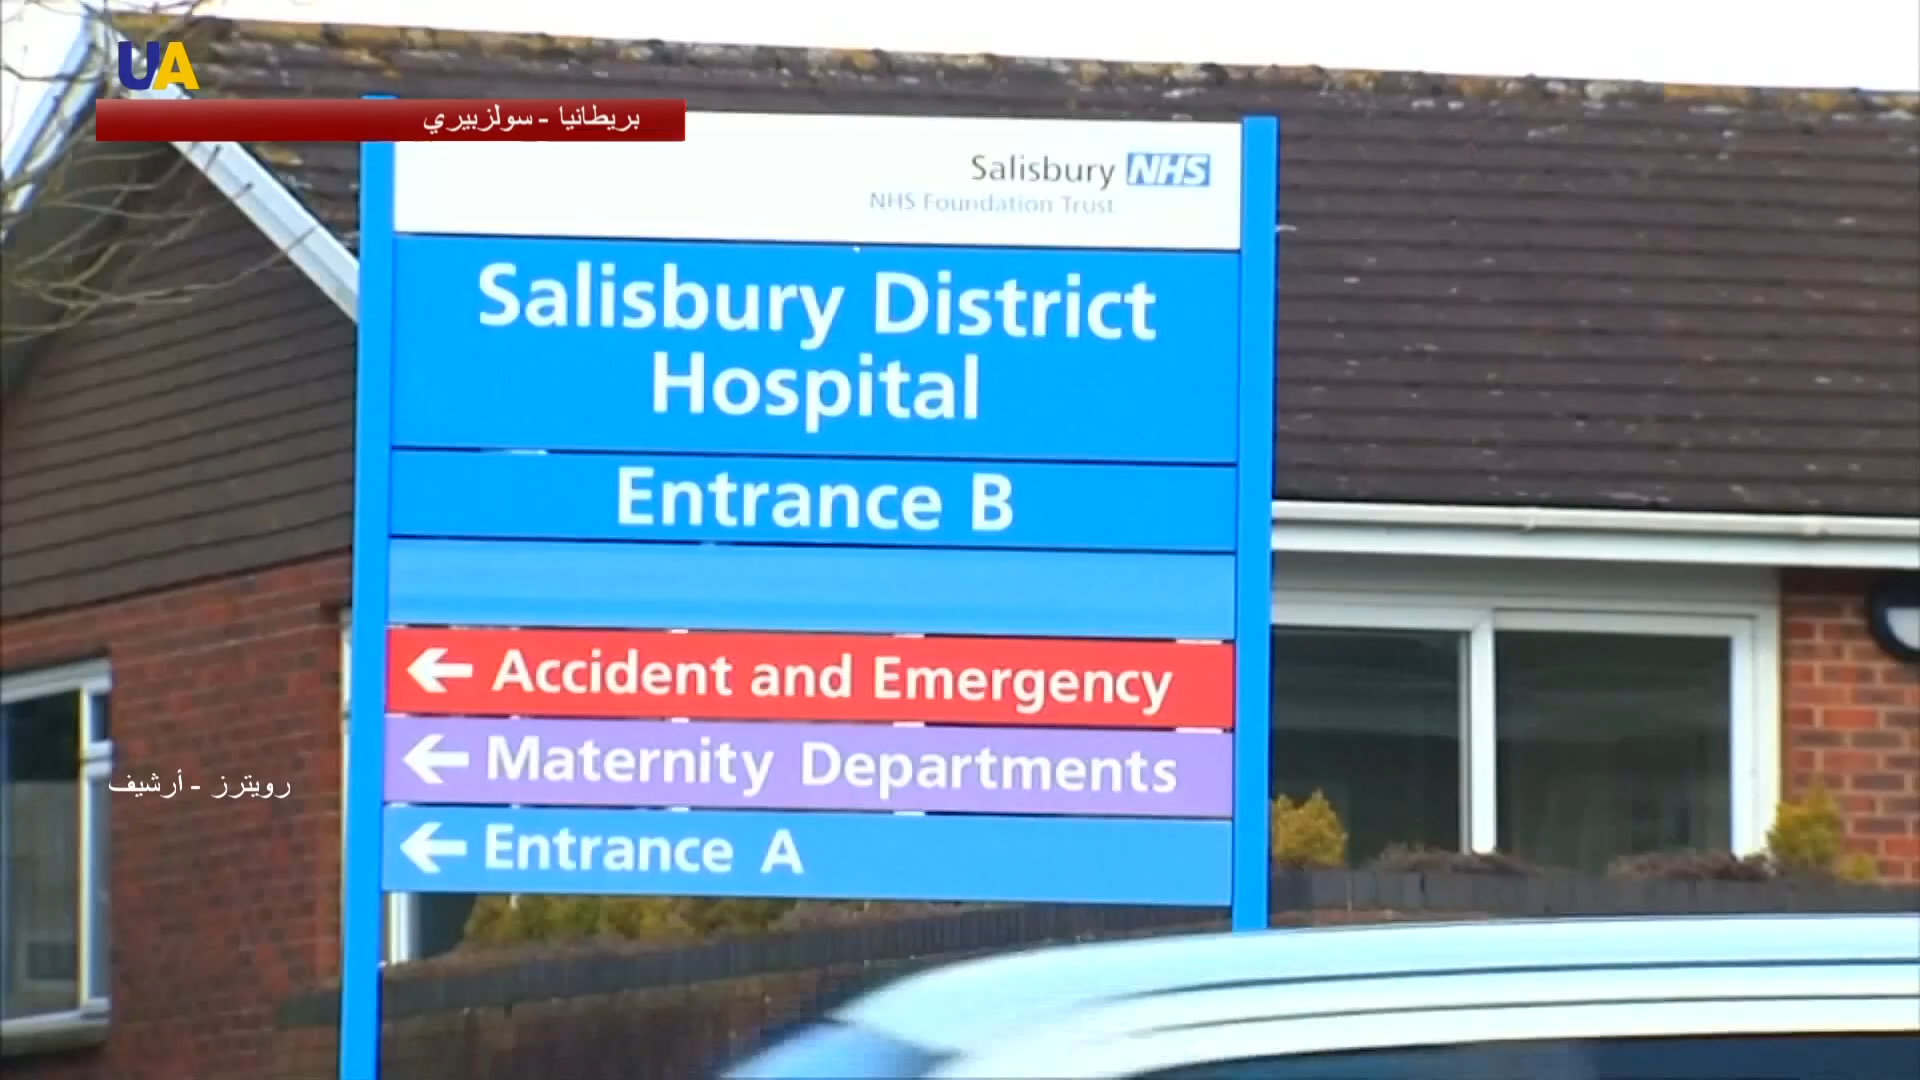 UA
بريطانيا - سولزبيري
Salisbury NHS
NHS Foundation Trust
Salisbury District
Hospital
Entrance B
Accident and Emergency
Maternity Departments
Entrance A
رويترز - أرشيف